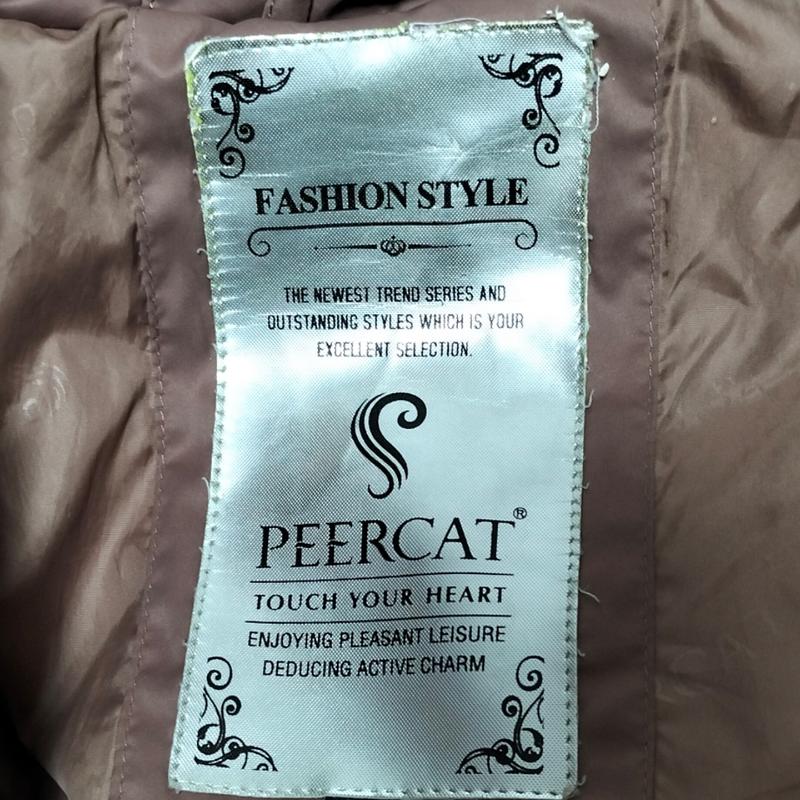 FASHION STYLE
THE NEWEST TREND SERIES AND
OUTSTANDING STYLES WHICH IS YOUR
EXCELLENT SELECTION.
PEERCAT®
TOUCH YOUR HEART
ENJOYING PLEASANT LEISURE
DEDUCING ACTIVE CHARM